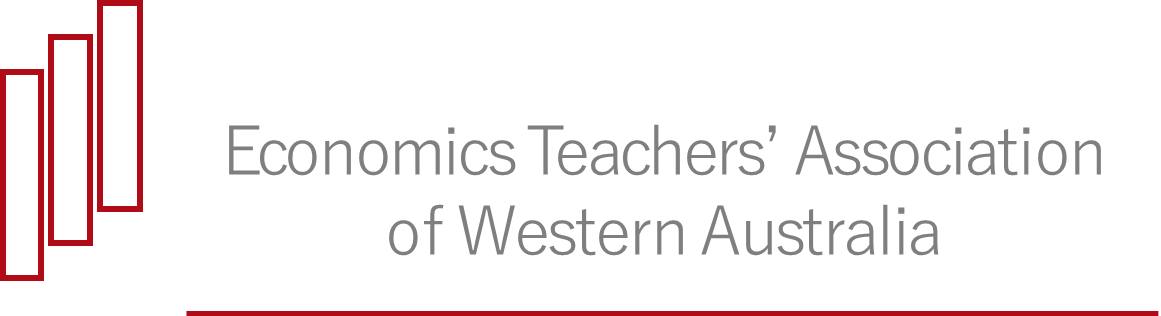 Economics Teachers’ Association
of Western Australia